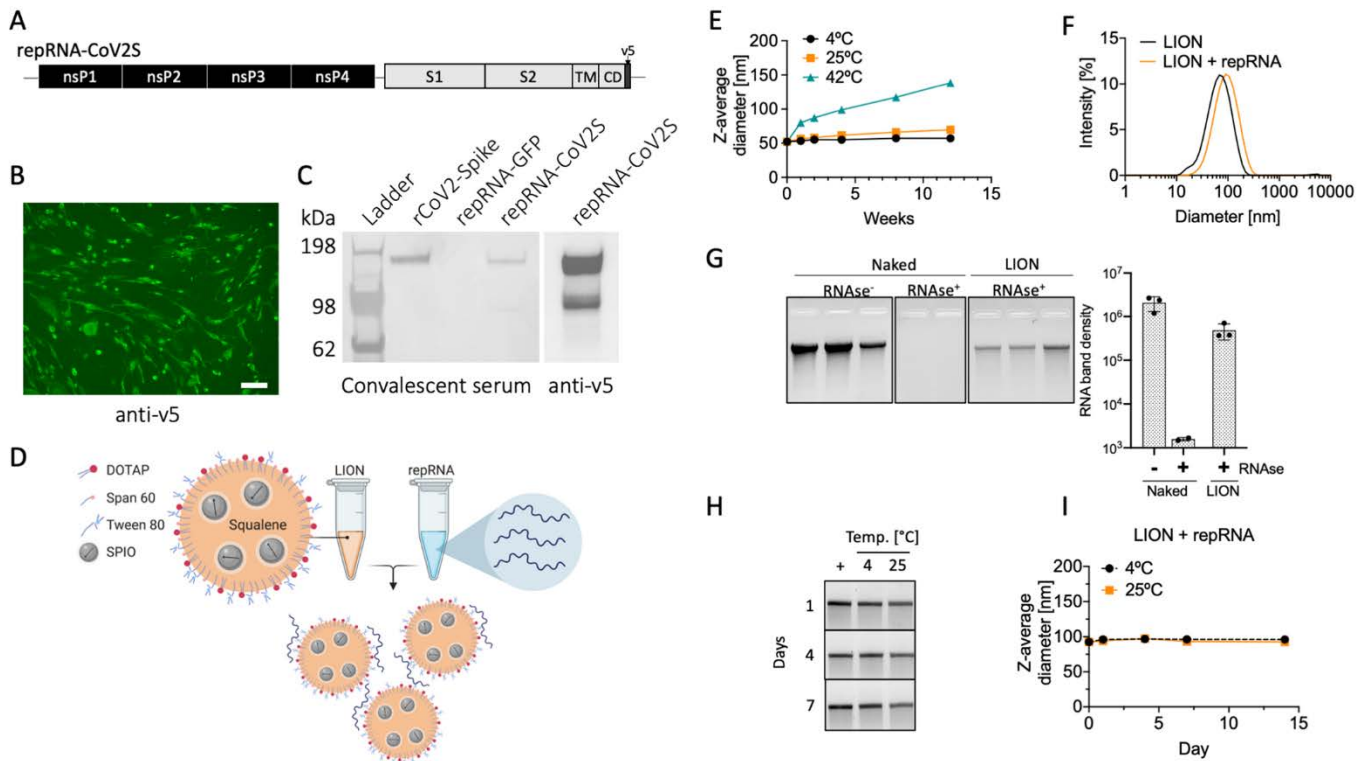 A
repRNA-CoV2S
v5
nsP1 nsP2 nsP3 nsP4 S1 S2 TM CD
B
anti-v5
C
kDa
Ladder
rCoV2-Spike
repRNA-GFP
repRNA-CoV2S
repRNA-CoV2S
198
98
62
Convalescent serum
anti-v5
D
DOTAP
Span 60
Tween 80
SPIO
Squalene
LION
repRNA
E
4ºC
25ºC
42ºC
Z-average
diameter [nm]
200
150
100
50
0
0 5 10 15
Weeks
F
LION
LION + repRNA
Intensity [%]
15
10
5
0
1 10 100 1000 10000
Diameter [nm]
G
Naked LION
RNAse⁻ RNAse⁺ RNAse⁺
RNA band density
10⁷
10⁶
10⁵
10⁴
10³
- + + RNAse
Naked LION
H
Temp. [°C]
+ 4 25
Days
1
4
7
I
LION + repRNA
4ºC
25ºC
Z-average
diameter [nm]
200
150
100
50
0
0 5 10 15
Day